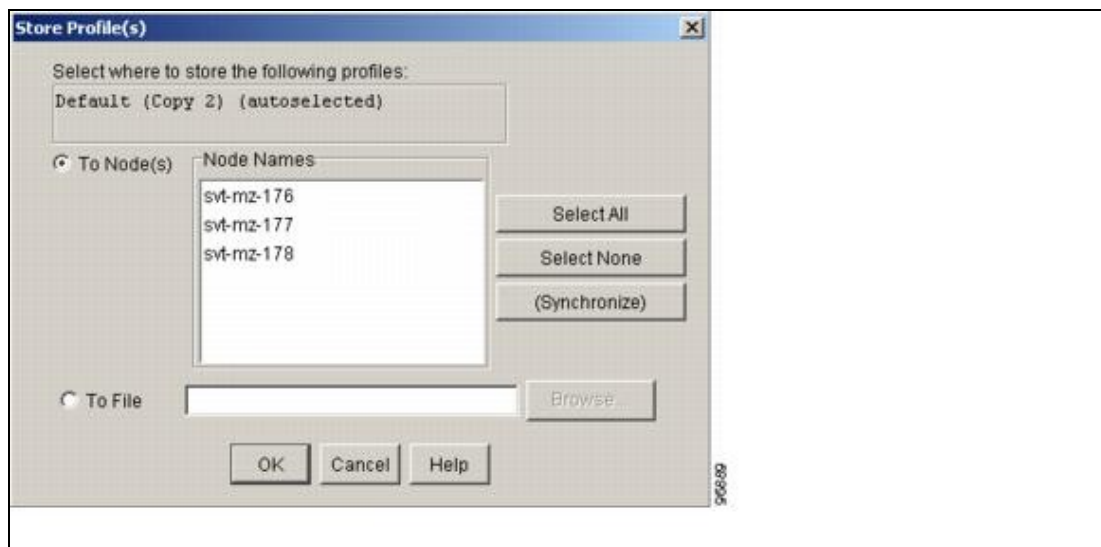 Store Profile(s)
Select where to store the following profiles:
Default (Copy 2) (autoselected)
To Node(s)
Node Names
svt-mz-176
svt-mz-177
svt-mz-178
Select All
Select None
(Synchronize)
To File
Browse...
OK
Cancel
Help
96889